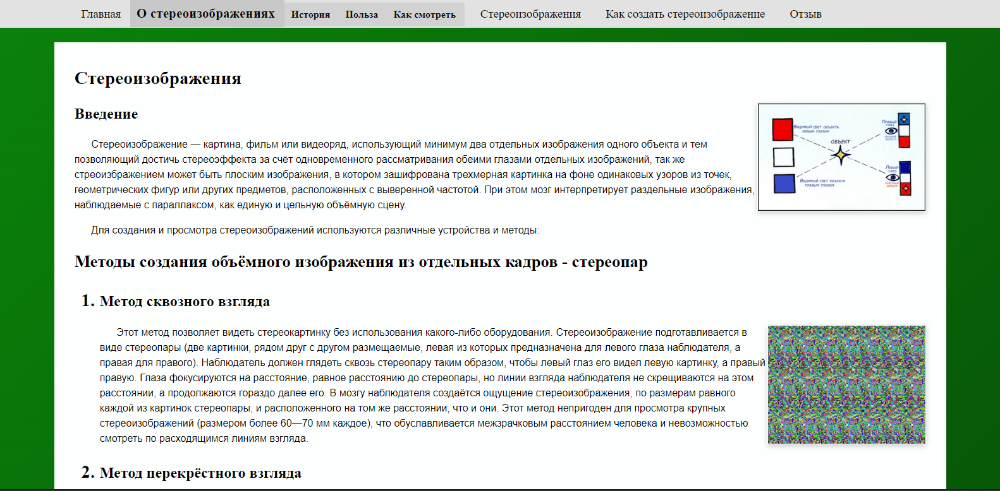 Главная О стереоизображениях История Польза Как смотреть Стереоизображения Как создать стереоизображение Отзыв
Стереоизображения
Введение
Стереоизображение — картина, фильм или видеоряд, использующий минимум два отдельных изображения одного объекта и тем
позволяющий достичь стереоэффекта за счёт одновременного рассматривания обеими глазами отдельных изображений, так же
стреоизбражением может быть плоским изображения, в котором зашифрована трехмерная картинка на фоне одинаковых узоров из точек,
геометрических фигур или других предметов, расположенных с выверенной частотой. При этом мозг интерпретирует раздельные изображения,
наблюдаемые с параллаксом, как единую и цельную объёмную сцену.
Видимый свет объекта
левым глазом
Правый
глаз
синий
фильтр
ОБЪЕКТ
Левый
глаз
красный
фильтр
Видимый свет объекта
правым глазом
Для создания и просмотра стереоизображений используются различные устройства и методы:
Методы создания объёмного изображения из отдельных кадров - стереопар
1. Метод сквозного взгляда
Этот метод позволяет видеть стереокартинку без использования какого-либо оборудования. Стереоизображение подготавливается в
виде стереопары (две картинки, рядом друг с другом размещаемые, левая из которых предназначена для левого глаза наблюдателя, а
правая для правого). Наблюдатель должен глядеть сквозь стереопару таким образом, чтобы левый глаз его видел левую картинку, а правый
правую. Глаза фокусируются на расстояние, равное расстоянию до стереопары, но линии взгляда наблюдателя не скрещиваются на этом
расстоянии, а продолжаются гораздо далее его. В мозгу наблюдателя создаётся ощущение стереоизображения, по размерам равного
каждой из картинок стереопары, и расположенного на том же расстоянии, что и они. Этот метод непригоден для просмотра крупных
стереоизображений (размером более 60—70 мм каждое), что обуславливается межзрачковым расстоянием человека и невозможностью
смотреть по расходящимся линиям взгляда.
2. Метод перекрёстного взгляда